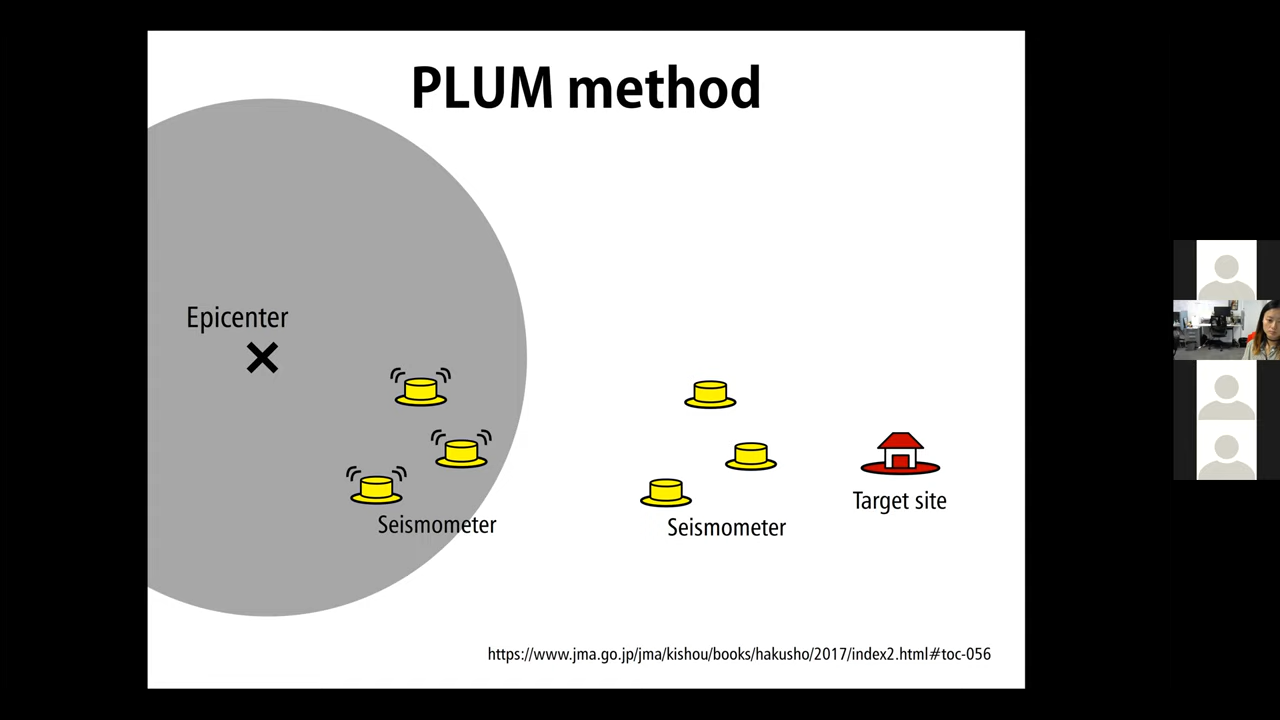 PLUM method
Epicenter
Seismometer
Seismometer
Target site
https://www.jma.go.jp/jma/kishou/books/hakusho/2017/index2.html#toc-056